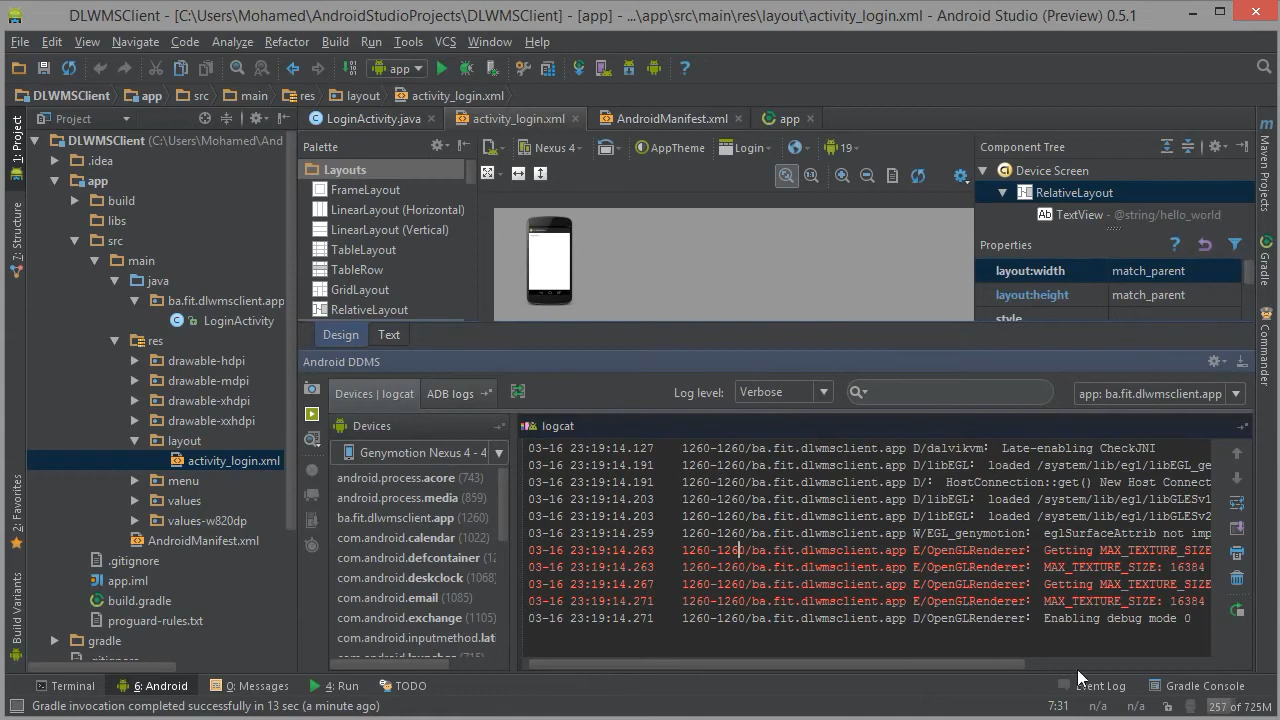 DLWMSClient - [C:\Users\Mohamed\AndroidStudioProjects\DLWMSClient] - [app] - ...\app\src\main\res\layout\activity_login.xml - Android Studio (Preview) 0.5.1
File Edit View Navigate Code Analyze Refactor Build Run Tools VCS Window Help
app
DLWMSClient app src main res layout activity_login.xml
Project LoginActivity.java activity_login.xml AndroidManifest.xml app
1: Project
7: Structure
2: Favorites
Build Variants
DLWMSClient (C:\Users\Mohamed\And
.idea
app
build
libs
src
main
java
ba.fit.dlwmsclient.app
LoginActivity
res
drawable-hdpi
drawable-mdpi
drawable-xhdpi
drawable-xxhdpi
layout
activity_login.xml
menu
values
values-w820dp
AndroidManifest.xml
.gitignore
app.iml
build.gradle
proguard-rules.txt
gradle
.gitignore
Palette
Layouts
FrameLayout
LinearLayout (Horizontal)
LinearLayout (Vertical)
TableLayout
TableRow
GridLayout
RelativeLayout
Nexus 4 AppTheme Login 19
1:1
Component Tree
Device Screen
RelativeLayout
Ab TextView - @string/hello_world
Properties
layout:width match_parent
layout:height match_parent
style
Maven Projects
Gradle
Commander
Design Text
Android DDMS
Devices | logcat ADB logs Log level: Verbose app: ba.fit.dlwmsclient.app
Devices
Genymotion Nexus 4 - 4
android.process.acore (743)
android.process.media (859)
ba.fit.dlwmsclient.app (1260)
com.android.calendar (1022)
com.android.defcontainer (12
com.android.deskclock (1068)
com.android.email (1085)
com.android.exchange (1105)
com.android.inputmethod.lat
logcat
03-16 23:19:14.127 1260-1260/ba.fit.dlwmsclient.app D/dalvikvm: Late-enabling CheckJNI
03-16 23:19:14.191 1260-1260/ba.fit.dlwmsclient.app D/libEGL: loaded /system/lib/egl/libEGL_ge
03-16 23:19:14.191 1260-1260/ba.fit.dlwmsclient.app D/: HostConnection::get() New Host Connect
03-16 23:19:14.203 1260-1260/ba.fit.dlwmsclient.app D/libEGL: loaded /system/lib/egl/libGLESv1
03-16 23:19:14.203 1260-1260/ba.fit.dlwmsclient.app D/libEGL: loaded /system/lib/egl/libGLESv2
03-16 23:19:14.259 1260-1260/ba.fit.dlwmsclient.app W/EGL_genymotion: eglSurfaceAttrib not imp
03-16 23:19:14.263 1260-1260/ba.fit.dlwmsclient.app E/OpenGLRenderer: Getting MAX_TEXTURE_SIZE
03-16 23:19:14.263 1260-1260/ba.fit.dlwmsclient.app E/OpenGLRenderer: MAX_TEXTURE_SIZE: 16384
03-16 23:19:14.267 1260-1260/ba.fit.dlwmsclient.app E/OpenGLRenderer: Getting MAX_TEXTURE_SIZE
03-16 23:19:14.271 1260-1260/ba.fit.dlwmsclient.app E/OpenGLRenderer: MAX_TEXTURE_SIZE: 16384
03-16 23:19:14.271 1260-1260/ba.fit.dlwmsclient.app D/OpenGLRenderer: Enabling debug mode 0
Terminal 6: Android 0: Messages 4: Run TODO Event Log Gradle Console
Gradle invocation completed successfully in 13 sec (a minute ago) 7:31 n/a n/a 257 of 725M